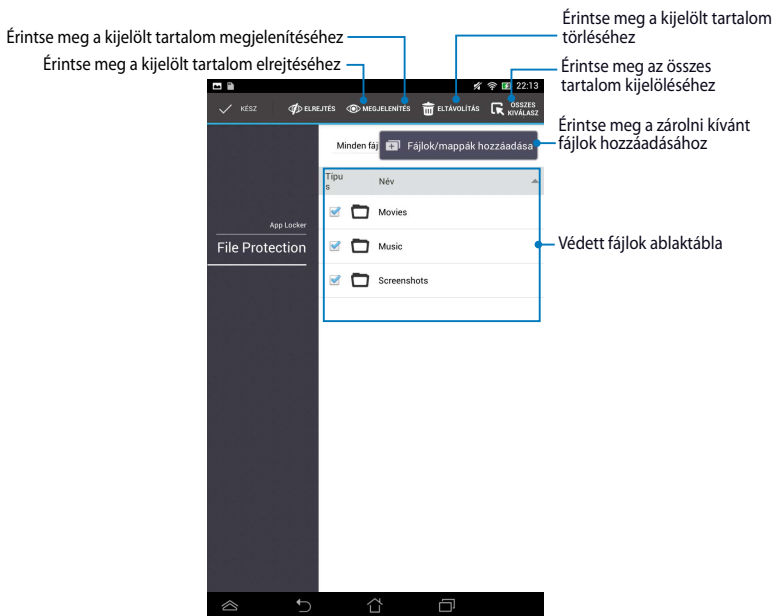 Érintse meg a kijelölt tartalom megjelenítéséhez
Érintse meg a kijelölt tartalom elrejtéséhez
Érintse meg a kijelölt tartalom
törléséhez
Érintse meg az összes
tartalom kijelöléséhez
Érintse meg a zárolni kívánt
fájlok hozzáadásához
Védett fájlok ablaktábla
22:13
KÉSZ
ELREJTÉS
MEGJELENÍTÉS
ELTÁVOLÍTÁS
ÖSSZES
KIVÁLASZ
Minden fáj
Fájlok/mappák hozzáadása
Típu
s
Név
App Locker
File Protection
Movies
Music
Screenshots